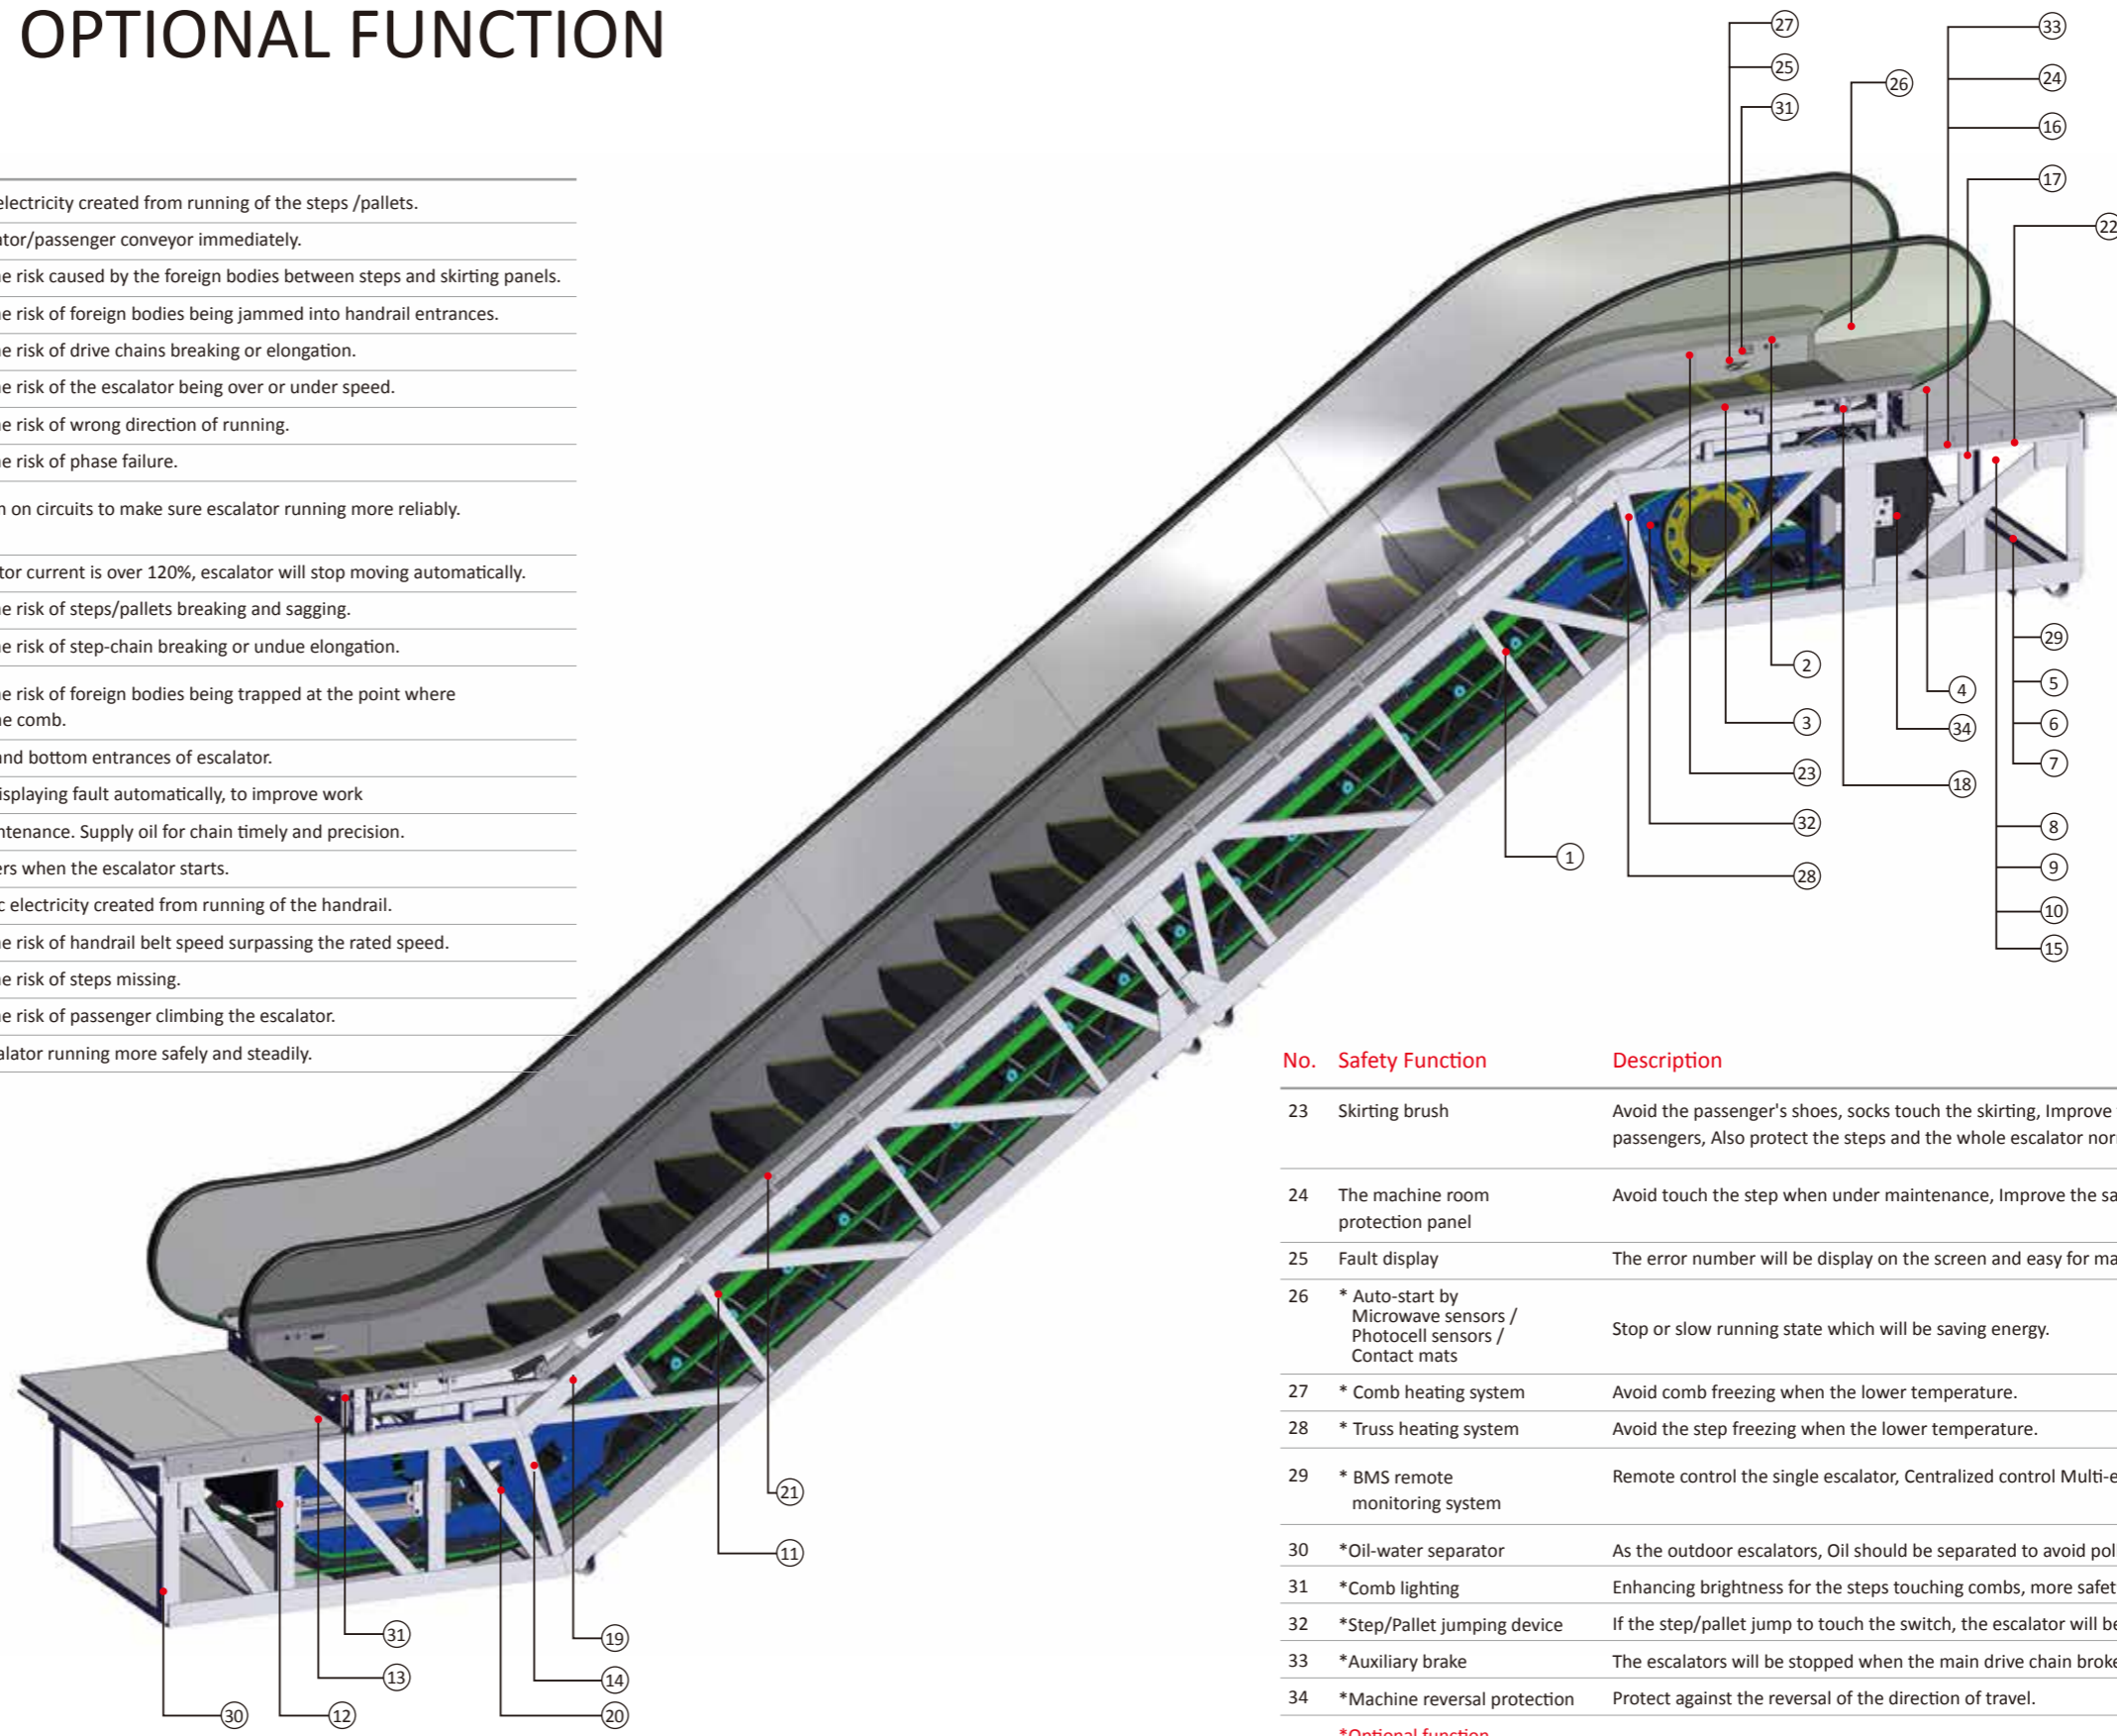 OPTIONAL FUNCTION
electricity created from running of the steps /pallets.
ator/passenger conveyor immediately.
e risk caused by the foreign bodies between steps and skirting panels.
e risk of foreign bodies being jammed into handrail entrances.
e risk of drive chains breaking or elongation.
e risk of the escalator being over or under speed.
e risk of wrong direction of running.
e risk of phase failure.
n on circuits to make sure escalator running more reliably.
tor current is over 120%, escalator will stop moving automatically.
e risk of steps/pallets breaking and sagging.
e risk of step-chain breaking or undue elongation.
e risk of foreign bodies being trapped at the point where
e comb.
and bottom entrances of escalator.
isplaying fault automatically, to improve work
ntenance. Supply oil for chain timely and precision.
ers when the escalator starts.
c electricity created from running of the handrail.
e risk of handrail belt speed surpassing the rated speed.
e risk of steps missing.
e risk of passenger climbing the escalator.
alator running more safely and steadily.
27
25
31
26
33
24
16
17
22
2
3
23
32
28
1
4
34
18
29
5
6
7
8
9
10
15
21
11
19
14
20
31
13
12
30
No. Safety Function Description
23 Skirting brush Avoid the passenger's shoes, socks touch the skirting, Improve
passengers, Also protect the steps and the whole escalator nor
24 The machine room Avoid touch the step when under maintenance, Improve the sa
protection panel
25 Fault display The error number will be display on the screen and easy for ma
26 * Auto-start by
Microwave sensors /
Photocell sensors / Stop or slow running state which will be saving energy.
Contact mats
27 * Comb heating system Avoid comb freezing when the lower temperature.
28 * Truss heating system Avoid the step freezing when the lower temperature.
29 * BMS remote Remote control the single escalator, Centralized control Multi-e
monitoring system
30 *Oil-water separator As the outdoor escalators, Oil should be separated to avoid pol
31 *Comb lighting Enhancing brightness for the steps touching combs, more safet
32 *Step/Pallet jumping device If the step/pallet jump to touch the switch, the escalator will be
33 *Auxiliary brake The escalators will be stopped when the main drive chain broke
34 *Machine reversal protection Protect against the reversal of the direction of travel.
*Optional function